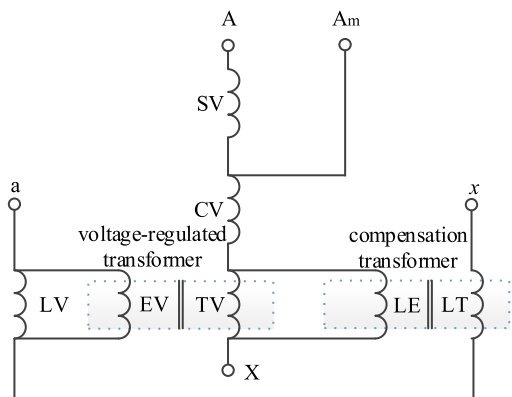 A
Am
SV
a
CV
x
voltage-regulated
transformer
compensation
transformer
LV
EV
TV
LE
LT
X